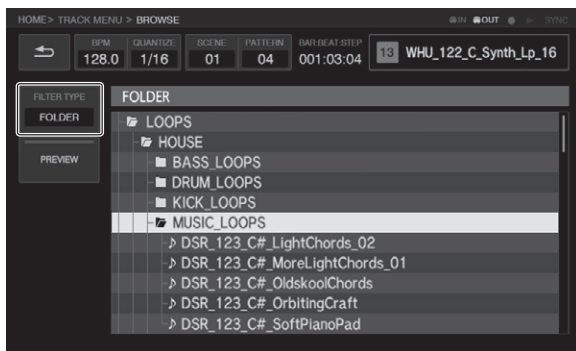 HOME> TRACK MENU > BROWSE IN OUT SYNC
BPM QUANTIZE SCENE PATTERN BAR:BEAT:STEP
128.0 1/16 01 04 001:03:04 13 WHU_122_C_Synth_Lp_16
FILTER TYPE
FOLDER
PREVIEW
FOLDER
LOOPS
HOUSE
BASS_LOOPS
DRUM_LOOPS
KICK_LOOPS
MUSIC_LOOPS
DSR_123_C#_LightChords_02
DSR_123_C#_MoreLightChords_01
DSR_123_C#_OldskoolChords
DSR_123_C#_OrbitingCraft
DSR_123_C#_SoftPianoPad